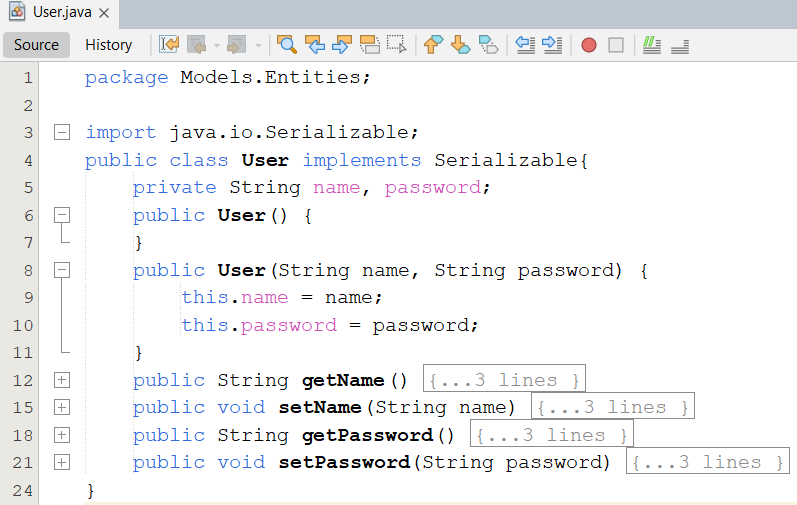 User.java
Source History
1 package Models.Entities;
2
3 import java.io.Serializable;
4 public class User implements Serializable{
5 private String name, password;
6 public User() {
7 }
8 public User(String name, String password) {
9 this.name = name;
10 this.password = password;
11 }
12 public String getName() {...3 lines }
15 public void setName(String name) {...3 lines }
18 public String getPassword() {...3 lines }
21 public void setPassword(String password) {...3 lines }
24 }